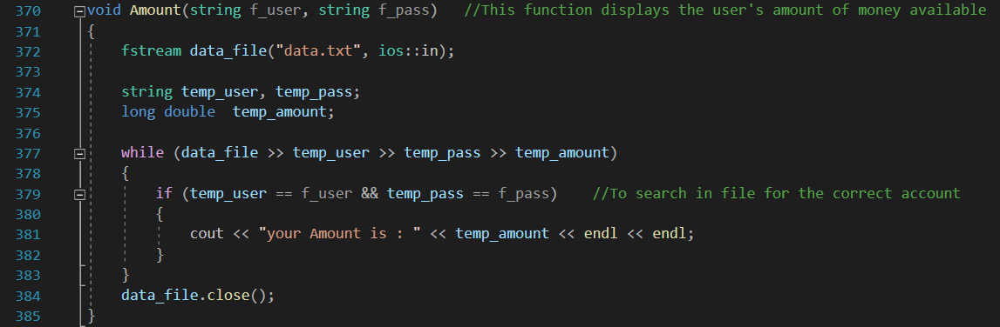 370 void Amount(string f_user, string f_pass)   //This function displays the user's amount of money available
371 {
372     fstream data_file("data.txt", ios::in);
373
374     string temp_user, temp_pass;
375     long double  temp_amount;
376
377     while (data_file >> temp_user >> temp_pass >> temp_amount)
378     {
379         if (temp_user == f_user && temp_pass == f_pass)    //To search in file for the correct account
380         {
381             cout << "your Amount is : " << temp_amount << endl << endl;
382         }
383     }
384     data_file.close();
385 }